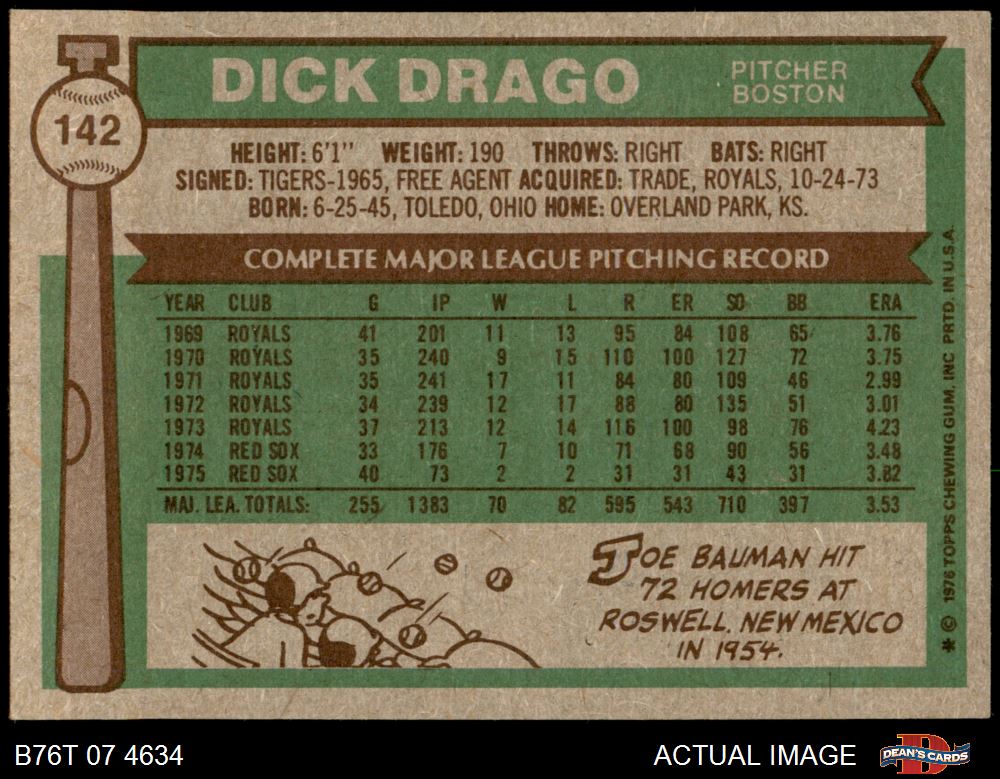 DICK DRAGO
PITCHER
BOSTON
142
HEIGHT: 6'1" WEIGHT: 190 THROWS: RIGHT BATS: RIGHT
SIGNED: TIGERS-1965, FREE AGENT ACQUIRED: TRADE, ROYALS, 10-24-73
BORN: 6-25-45, TOLEDO, OHIO HOME: OVERLAND PARK, KS.
COMPLETE MAJOR LEAGUE PITCHING RECORD
YEAR CLUB G IP W L R ER SO BB ERA
1969 ROYALS 41 201 11 13 95 84 108 65 3.76
1970 ROYALS 35 240 9 15 110 100 127 72 3.75
1971 ROYALS 35 241 17 11 84 80 109 46 2.99
1972 ROYALS 34 239 12 17 88 80 135 51 3.01
1973 ROYALS 37 213 12 14 116 100 98 76 4.23
1974 RED SOX 33 176 7 10 71 68 90 56 3.48
1975 RED SOX 40 73 2 2 31 31 43 31 3.82
MAJ. LEA. TOTALS: 255 1383 70 82 595 543 710 397 3.53
JOE BAUMAN HIT
72 HOMERS AT
ROSWELL, NEW MEXICO
IN 1954.
* © 1976 TOPPS CHEWING GUM, INC PRTD. IN U.S.A.
B76T 07 4634
ACTUAL IMAGE
DEAN'S CARDS